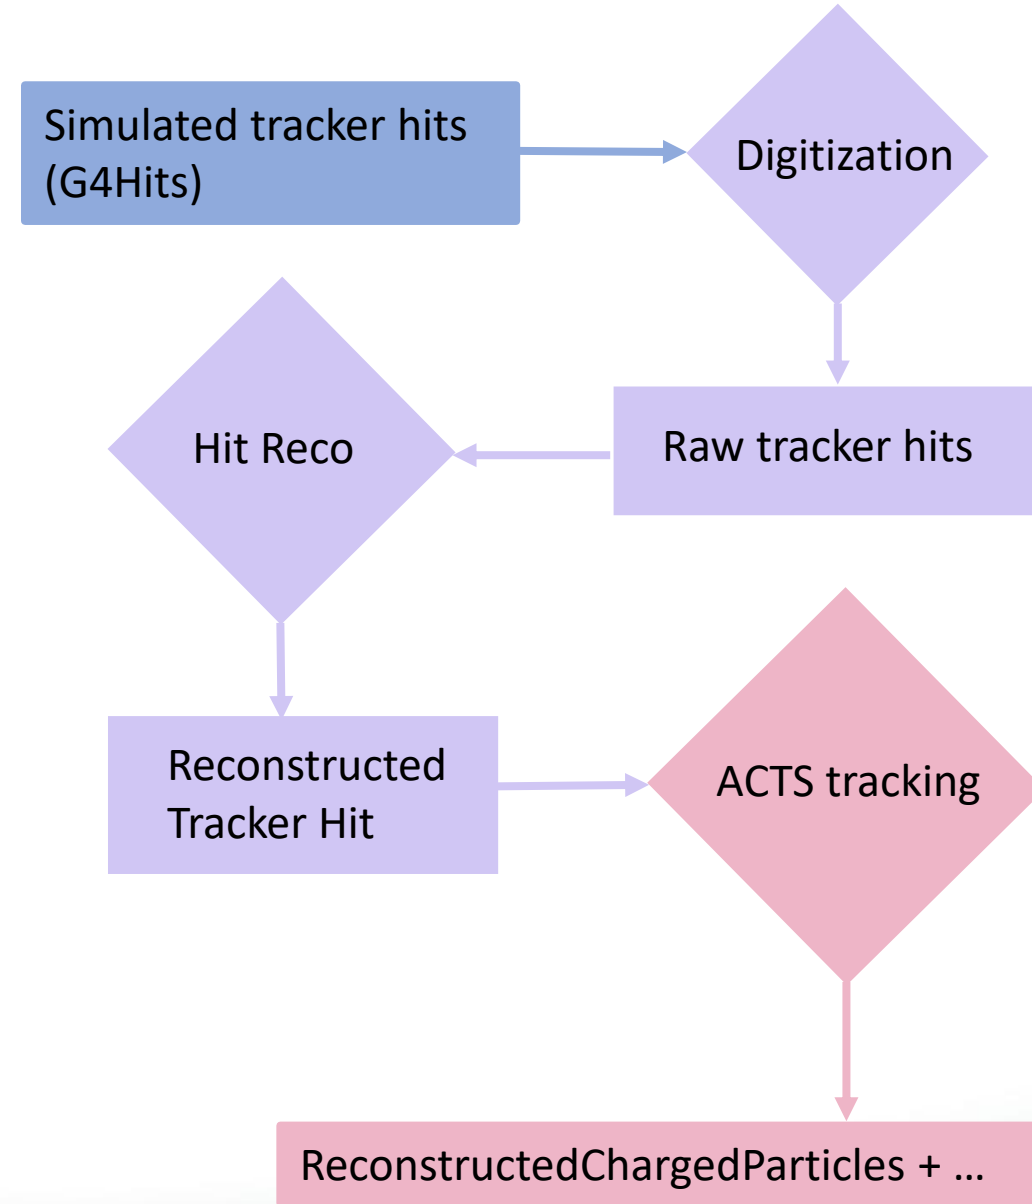 Simulated tracker hits
(G4Hits)
Digitization
Raw tracker hits
Hit Reco
Reconstructed
Tracker Hit
ACTS tracking
ReconstructedChargedParticles + …